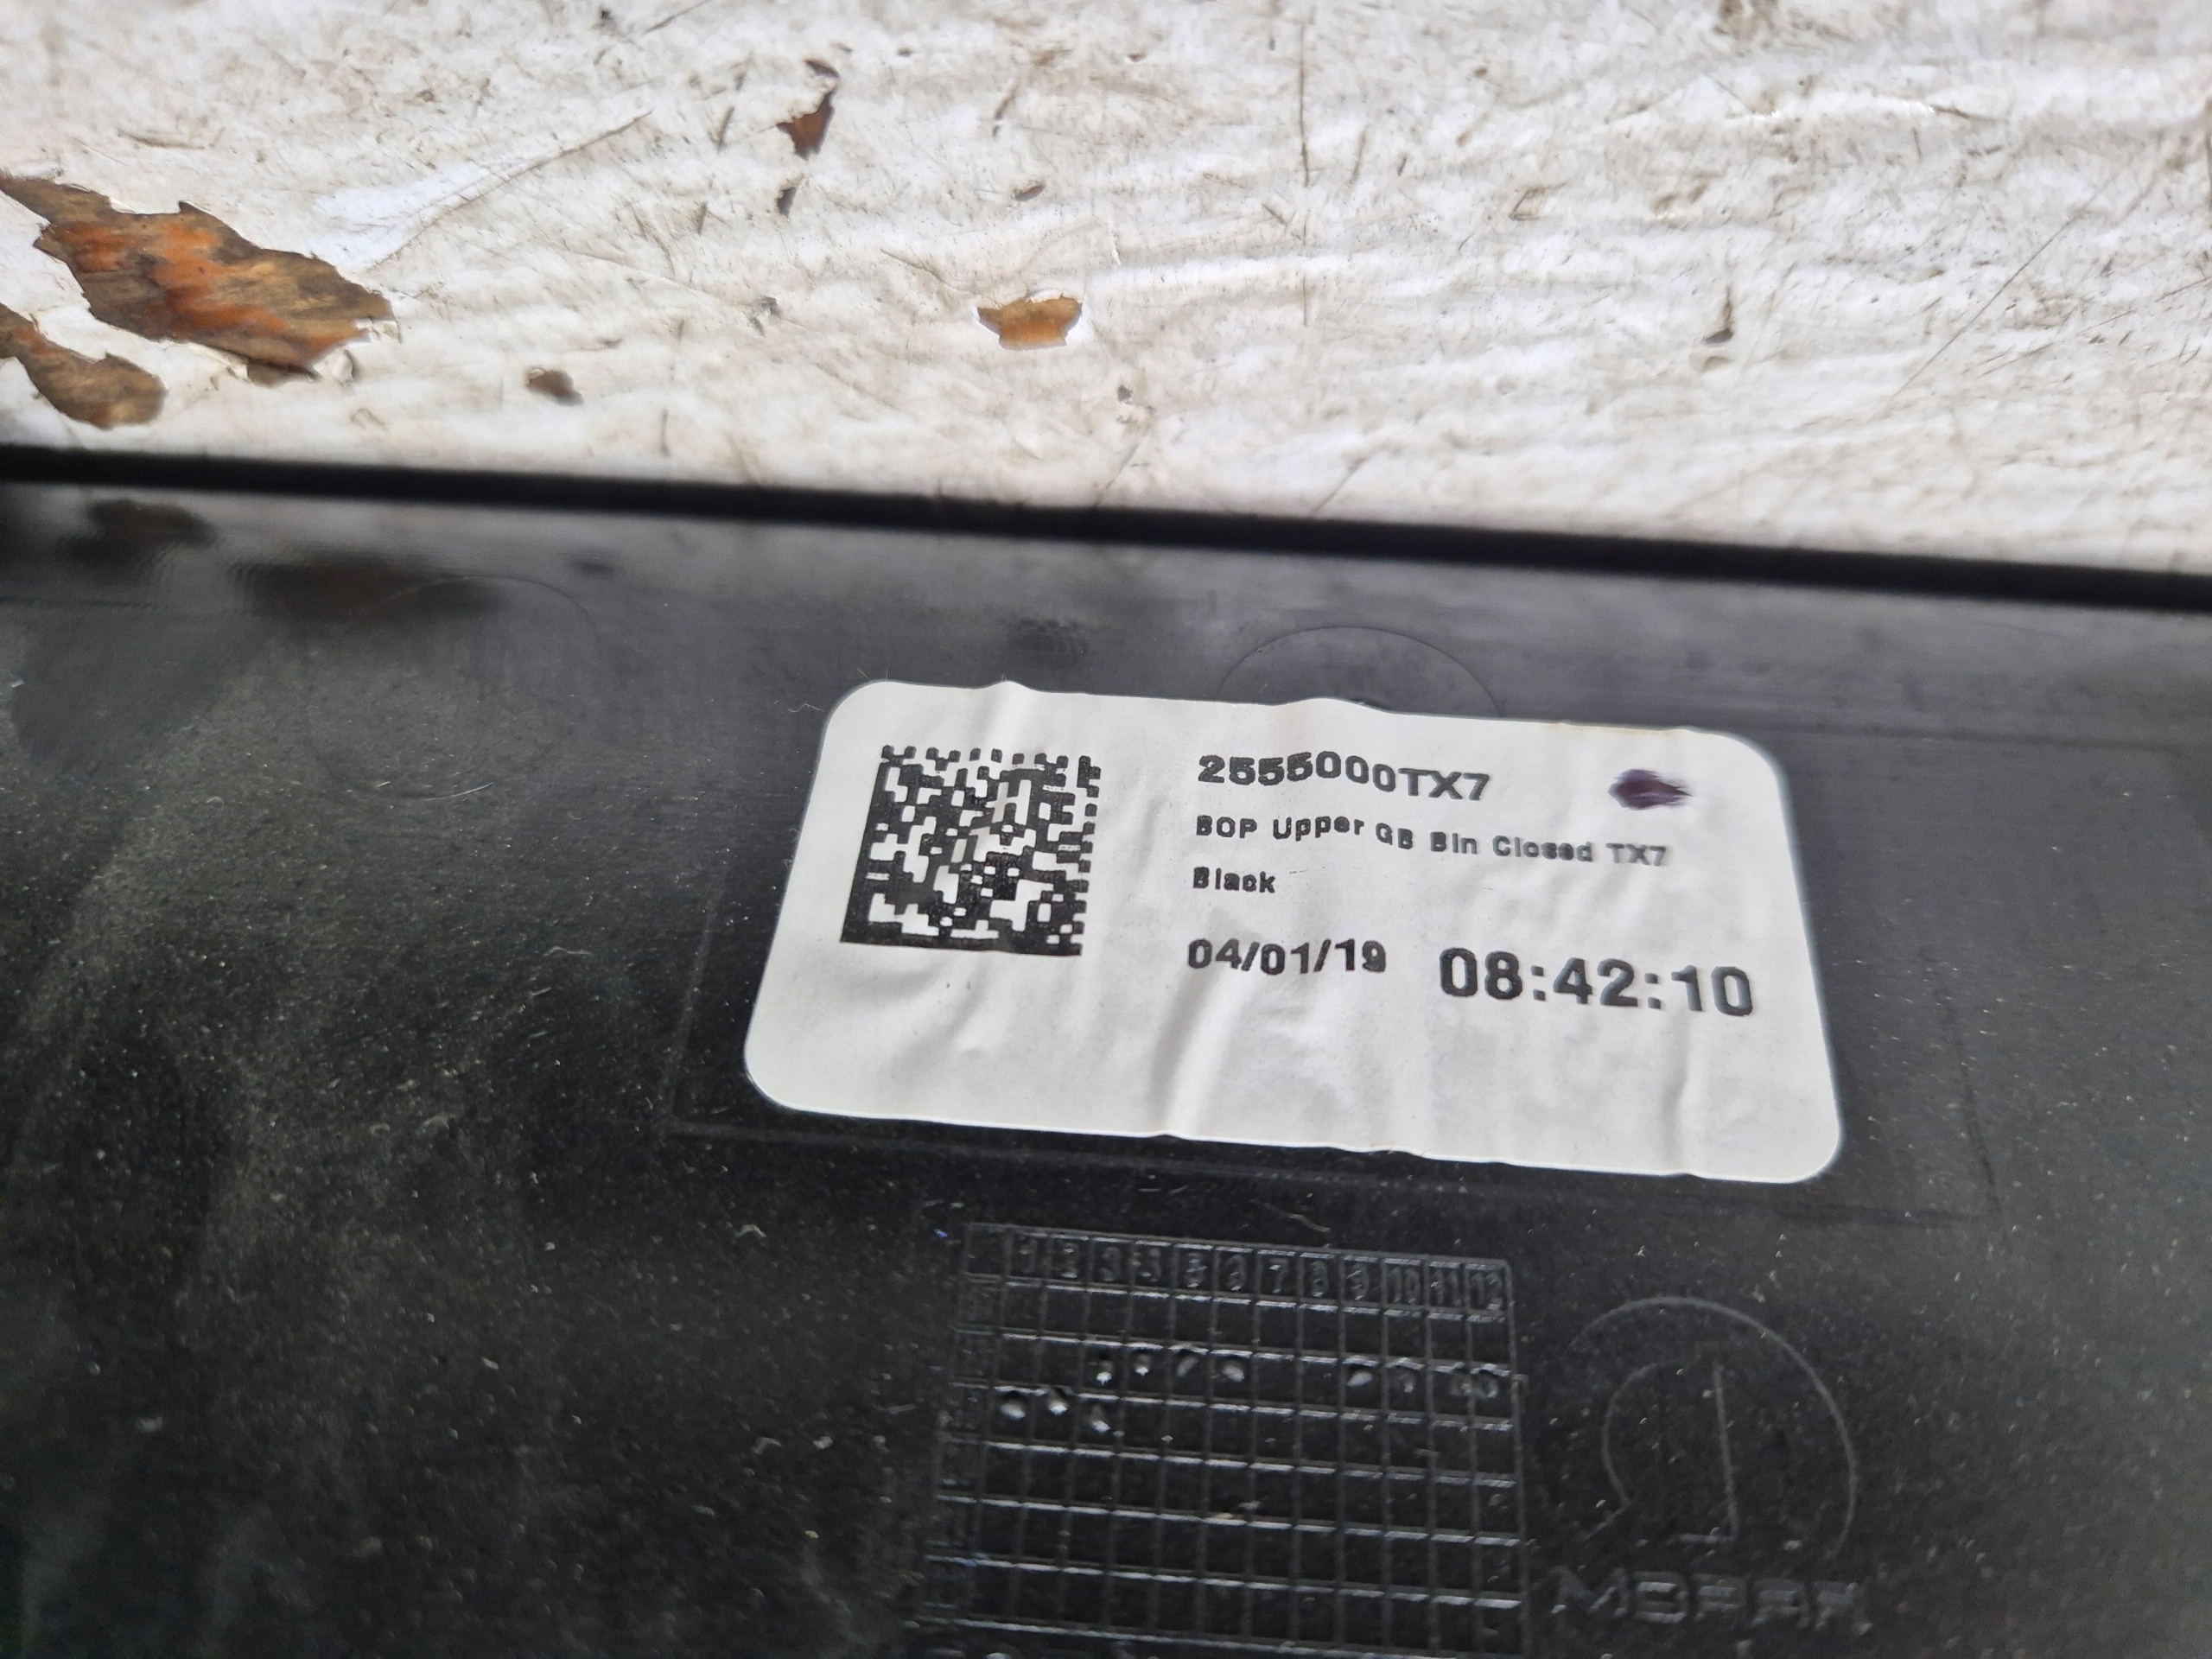 2555000TX7
BOP Upper GB Bin Closed TX7
Black
04/01/19 08:42:10
1 2 3 4 5 6 7 8 9 10 11 12
MOPAR